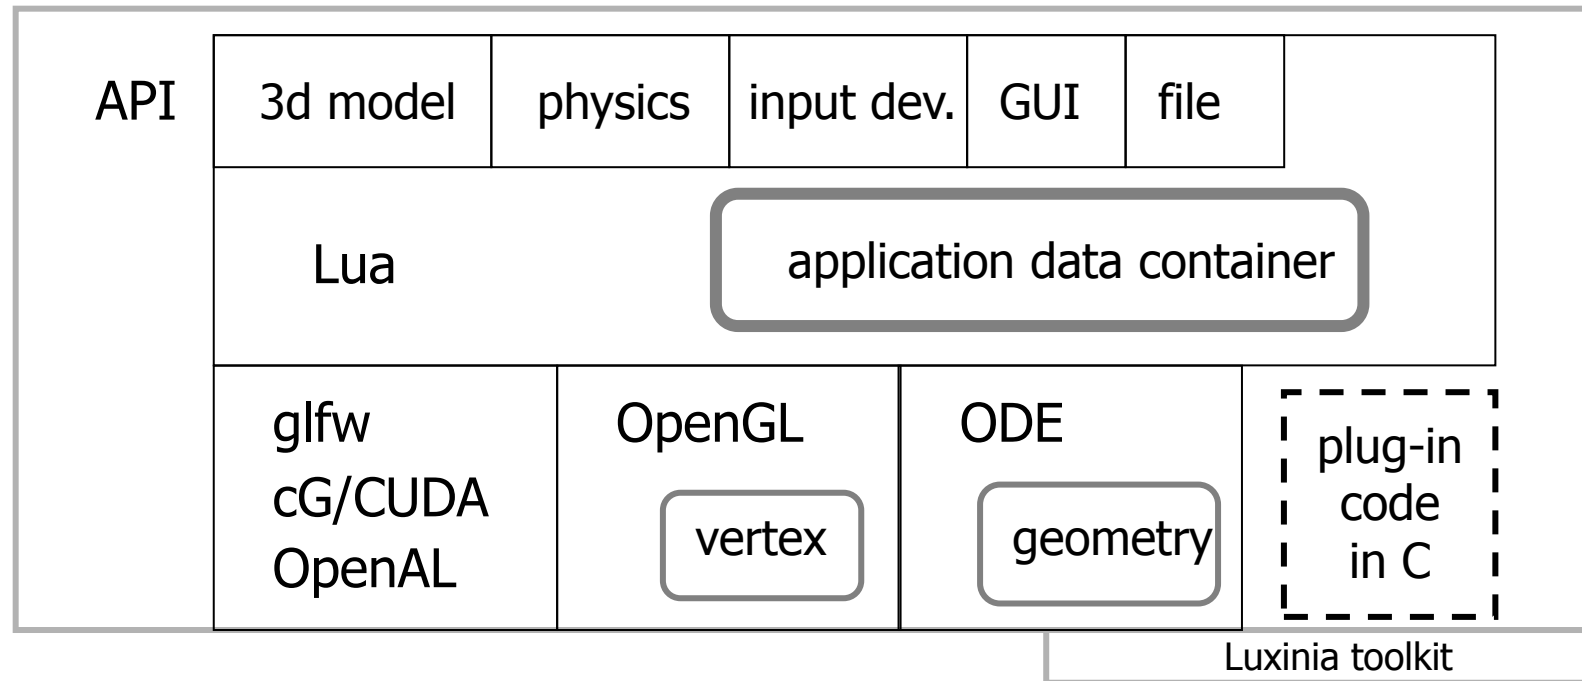 API
3d model
physics
input dev.
GUI
file
Lua
application data container
glfw
cG/CUDA
OpenAL
OpenGL
vertex
ODE
geometry
plug-in
code
in C
Luxinia toolkit